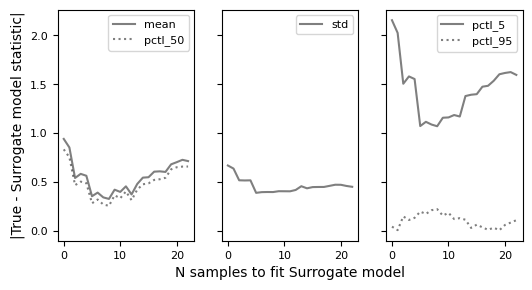 |True - Surrogate model statistic|
2.0
1.5
1.0
0.5
0.0
mean
pctl_50
std
pctl_5
pctl_95
0 10 20 0 10 20 0 10 20
N samples to fit Surrogate model